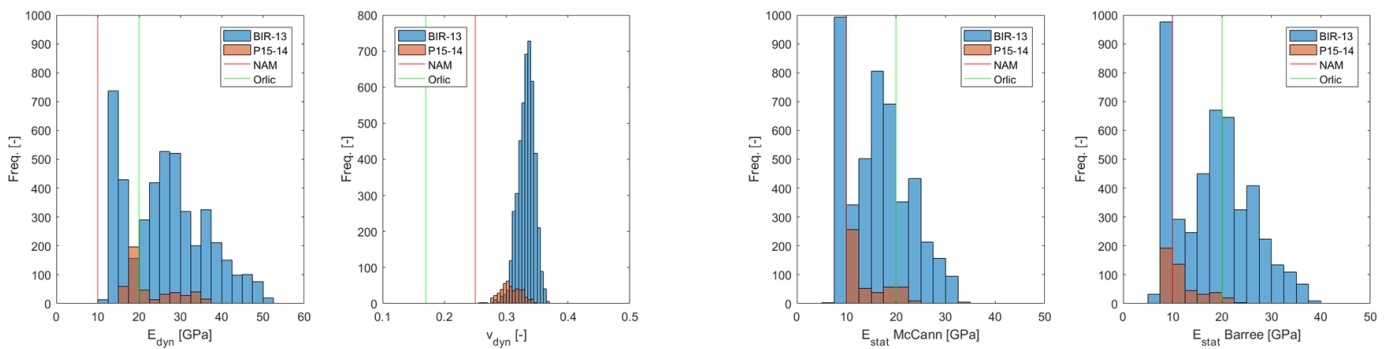 1000
900
800
700
600
500
400
300
200
100
0
Freq. [-]
0 10 20 30 40 50 60
E_dyn [GPa]
BIR-13
P15-14
NAM
Orlic
800
700
600
500
400
300
200
100
0
Freq. [-]
0.1 0.2 0.3 0.4 0.5
v_dyn [-]
BIR-13
P15-14
NAM
Orlic
1000
900
800
700
600
500
400
300
200
100
0
Freq. [-]
0 10 20 30 40 50
E_stat McCann [GPa]
BIR-13
P15-14
NAM
Orlic
1000
900
800
700
600
500
400
300
200
100
0
Freq. [-]
0 10 20 30 40 50
E_stat Barree [GPa]
BIR-13
P15-14
NAM
Orlic